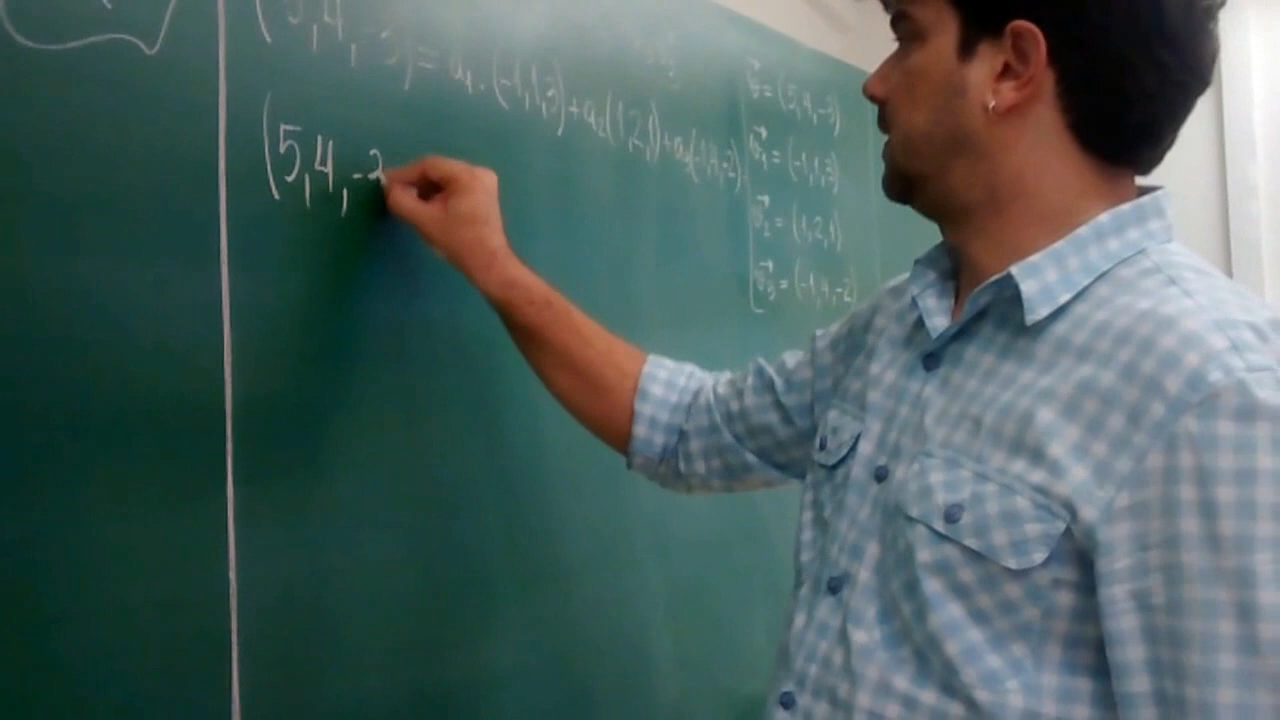 (5,4,-3) = a₁.(-1,1,3)+a₂(1,2,1)+a₃(-1,4,-2)
(5,4,-3
v⃗ = (5,4,-3)
v⃗₁ = (-1,1,3)
v⃗₂ = (1,2,1)
v⃗₃ = (-1,4,-2)